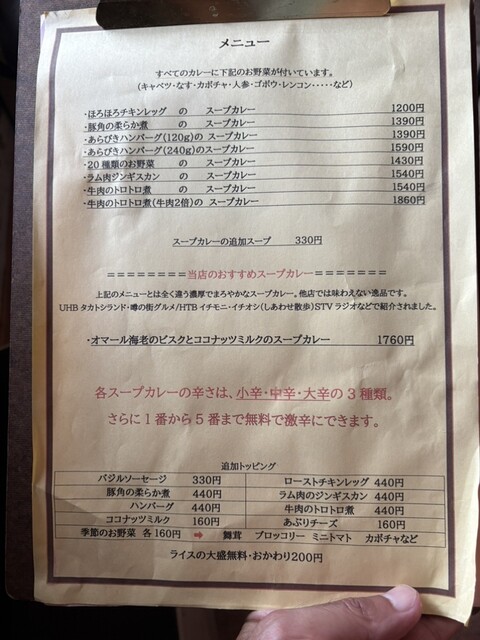 メニュー
すべてのカレーに下記のお野菜が付いています。
(キャベツ・なす・カボチャ・人参・ゴボウ・レンコン・・・・・など)
・ほろほろチキンレッグ の スープカレー 1200円
・豚角の柔らか煮 の スープカレー 1390円
・あらびきハンバーグ(120g)の スープカレー 1390円
・あらびきハンバーグ(240g)のスープカレー 1590円
・20種類のお野菜 の スープカレー 1430円
・ラム肉ジンギスカン の スープカレー 1540円
・牛肉のトロトロ煮 の スープカレー 1540円
・牛肉のトロトロ煮(牛肉2倍)の スープカレー 1860円
スープカレーの追加スープ 330円
========当店のおすすめスープカレー=======
上記のメニューとは全く違う濃厚でまろやかなスープカレー。他店では味わえない逸品です。
UHB タカトシランド・噂の街グルメ/HTB イチモニ・イチオシ(しあわせ散歩)STV ラジオなどで紹介されました。
・オマール海老のビスクとココナッツミルクのスープカレー 1760円
各スープカレーの辛さは、小辛・中辛・大辛の3種類。
さらに1番から5番まで無料で激辛にできます。
追加トッピング
バジルソーセージ 330円 ローストチキンレッグ 440円
豚角の柔らか煮 440円 ラム肉のジンギスカン 440円
ハンバーグ 440円 牛肉のトロトロ煮 440円
ココナッツミルク 160円 あぶりチーズ 160円
季節のお野菜 各160円 ➡ 舞茸 ブロッコリー ミニトマト カボチャなど
ライスの大盛無料・おかわり200円